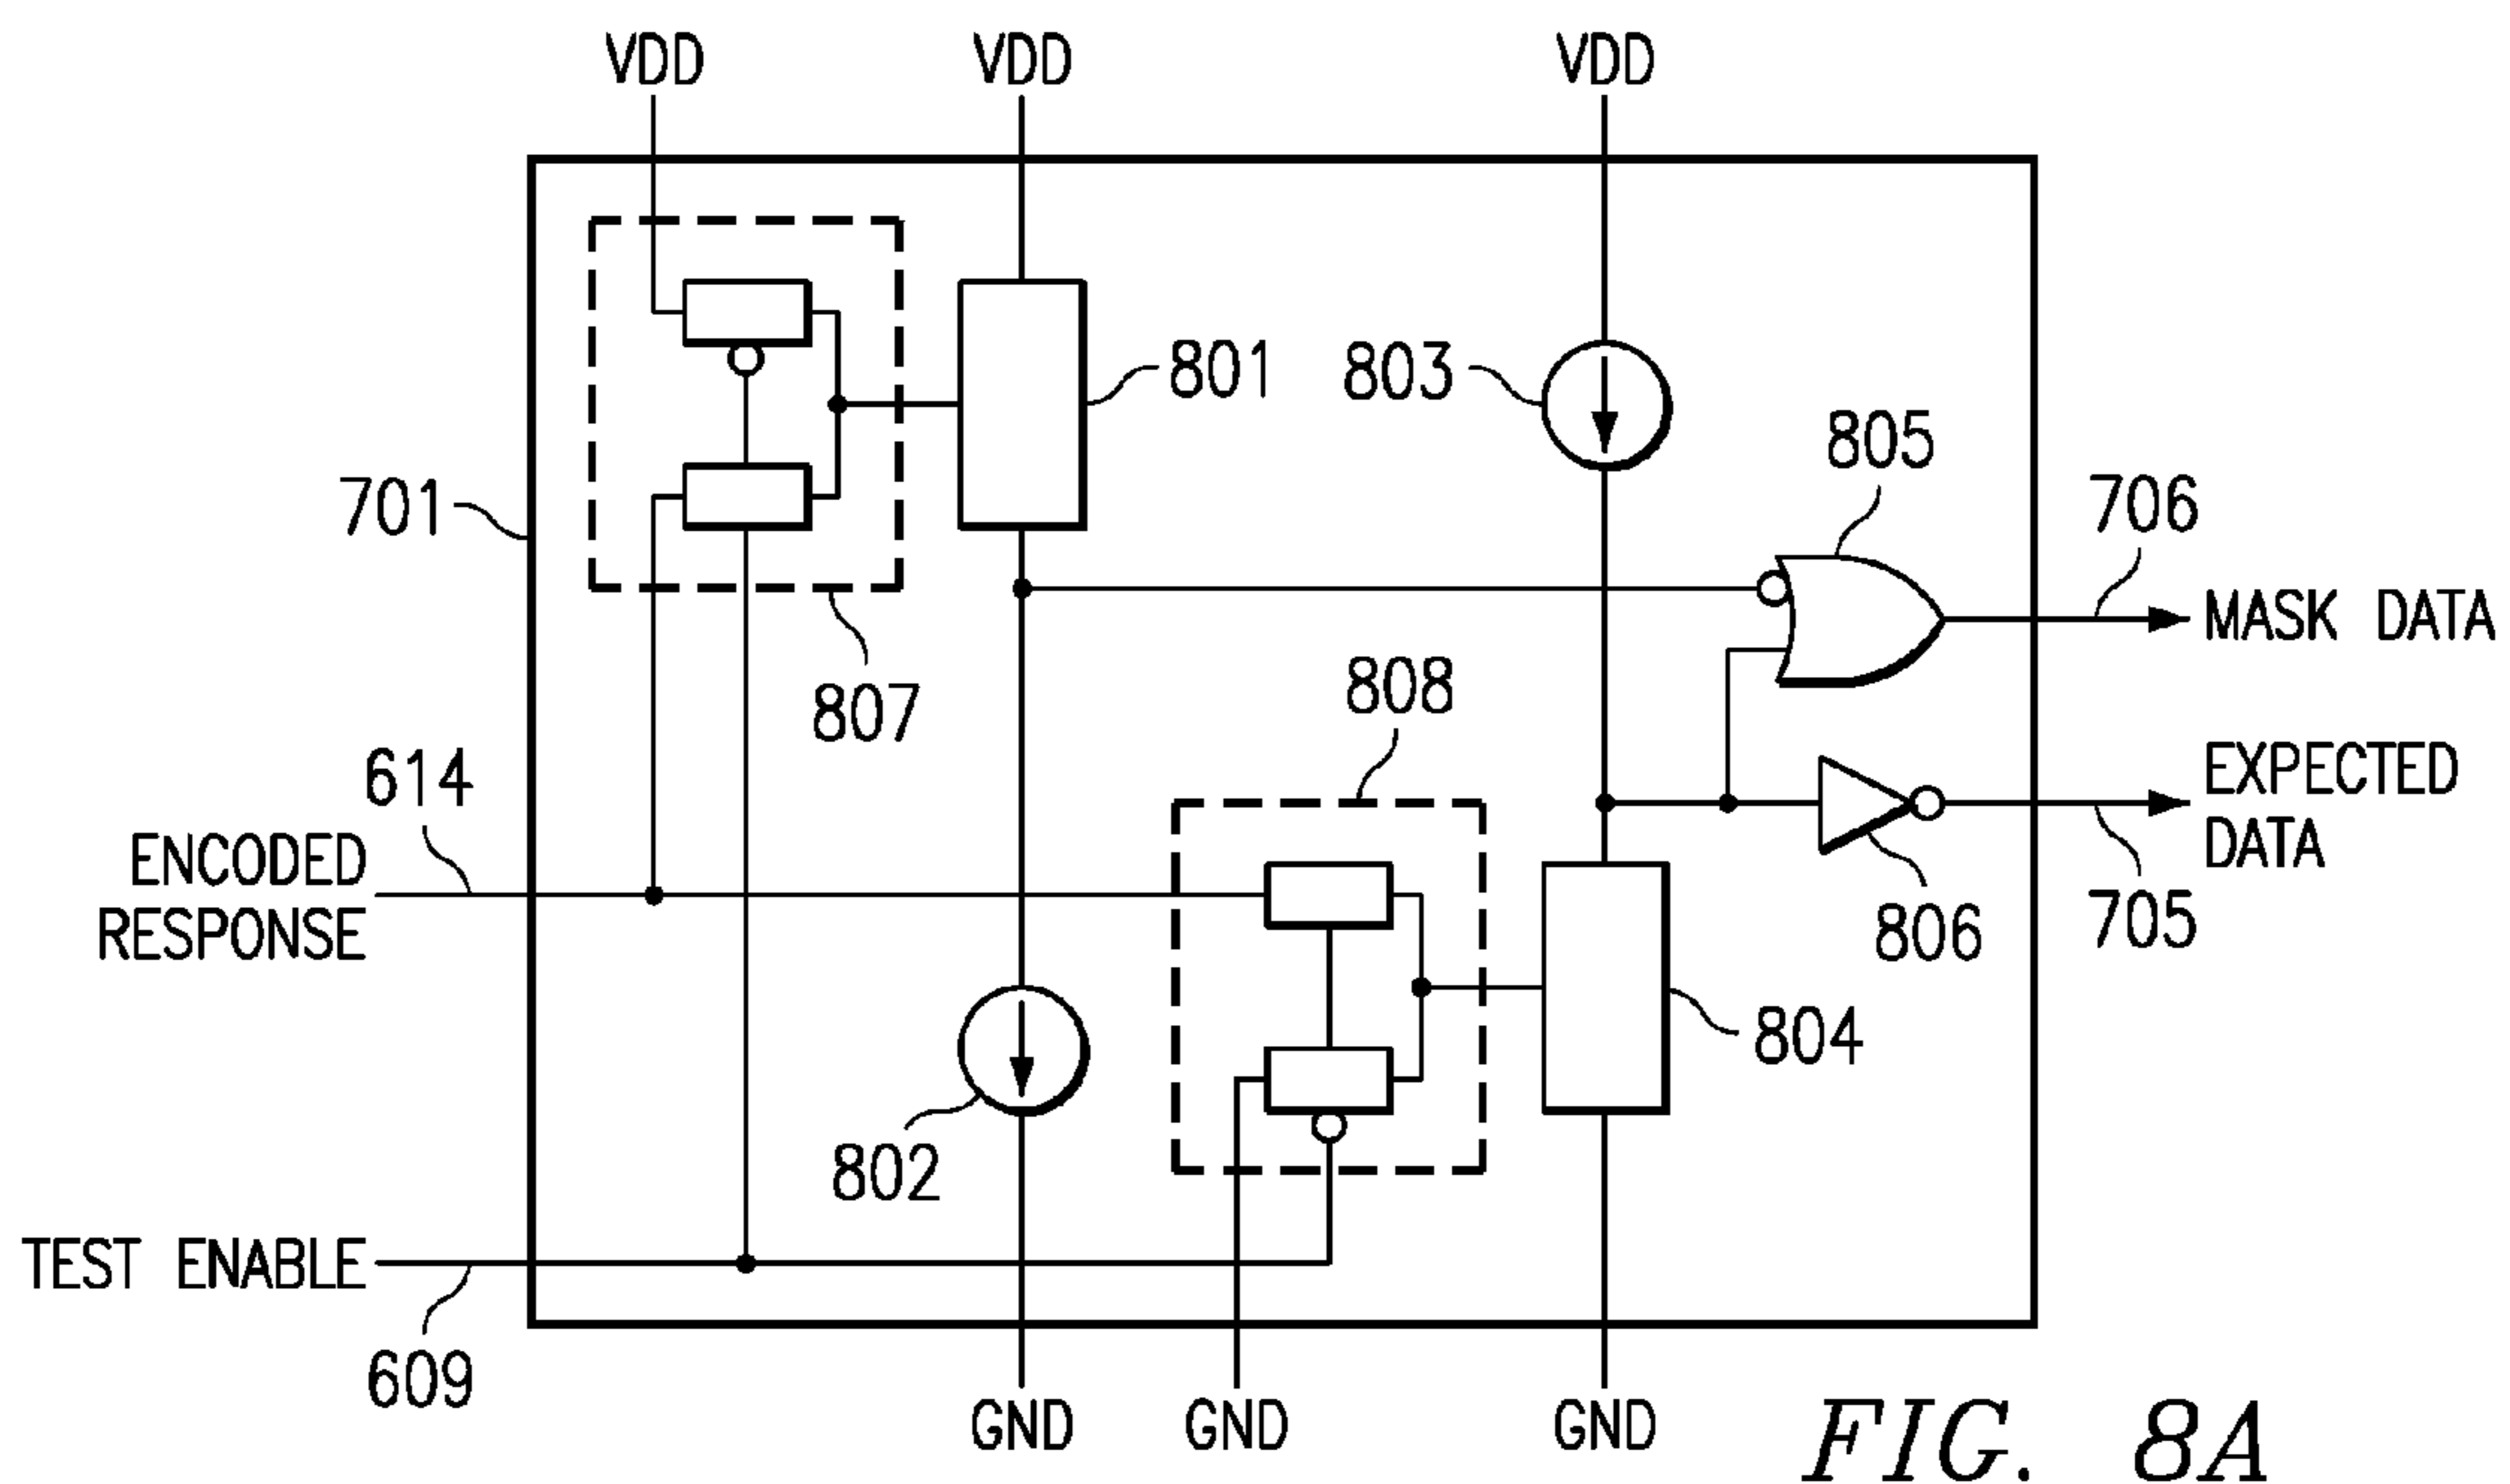 VDD VDD VDD
801
803
805
701
706
MASK DATA
807
808
614
EXPECTED
DATA
ENCODED
RESPONSE
806
705
804
802
TEST ENABLE
609
GND GND GND
FIG. 8A